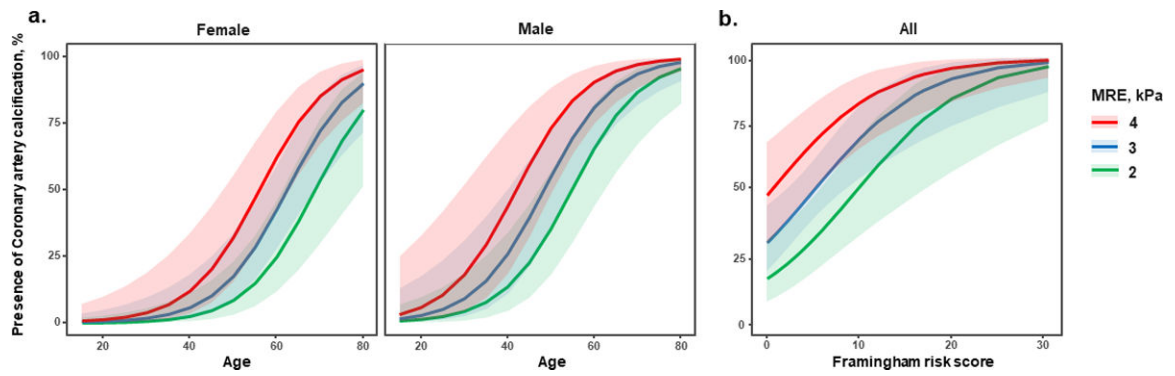 a.
Female
Male
Presence of Coronary artery calcification, %
100
75
50
25
0
20
40
60
80
Age
20
40
60
80
Age
b.
All
100
75
50
25
0
0
10
20
30
Framingham risk score
MRE, kPa
4
3
2